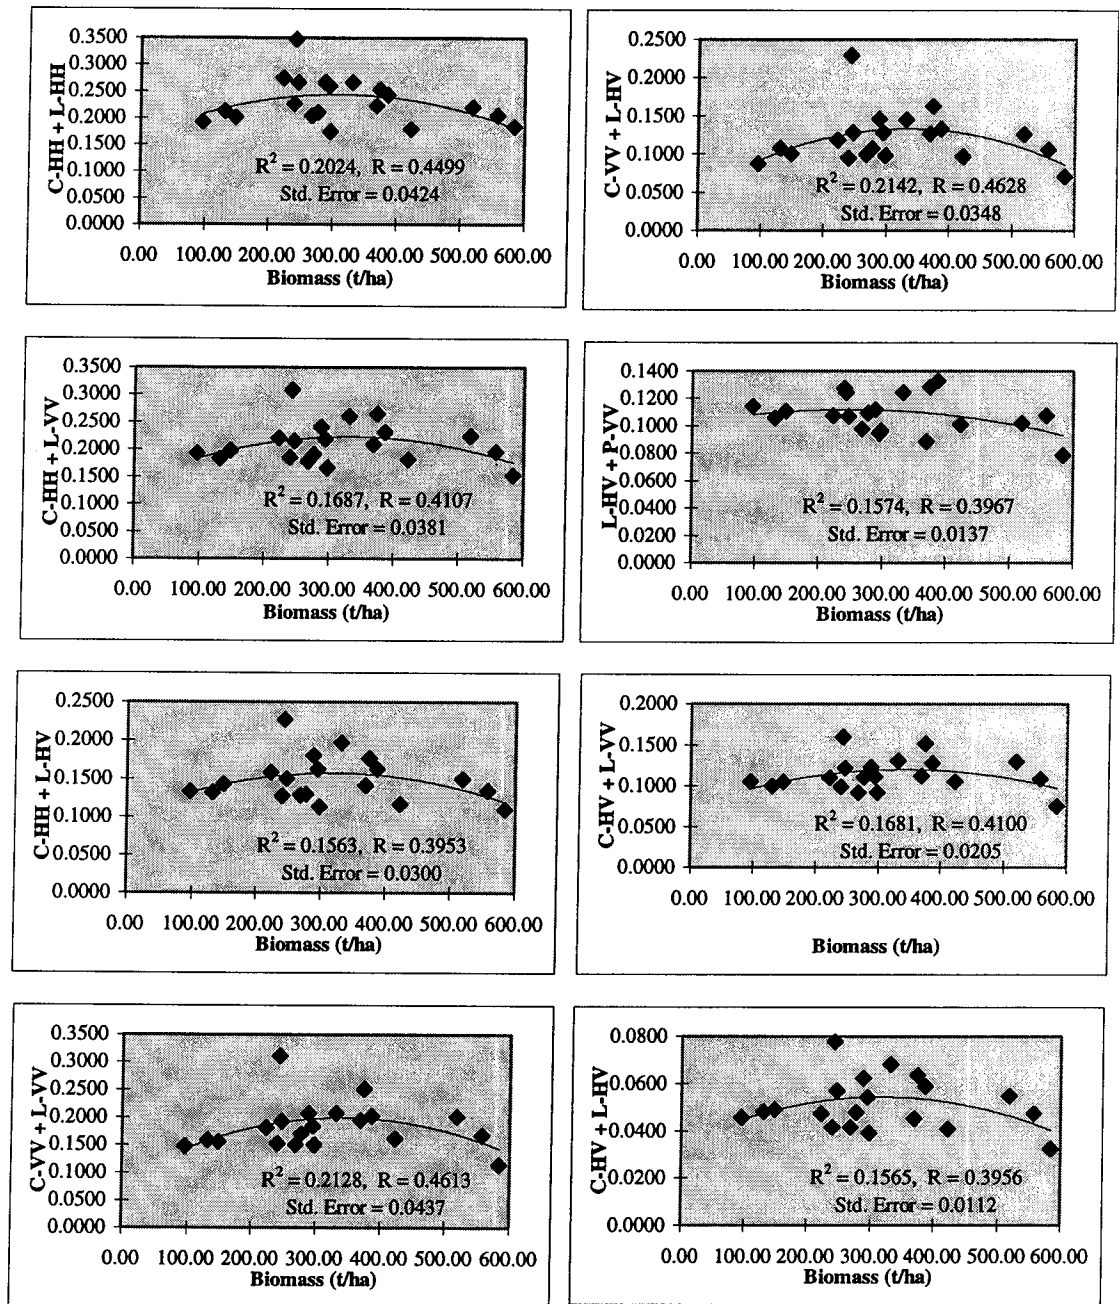 C-HH + L-HH
0.3500
0.3000
0.2500
0.2000
0.1500
0.1000
0.0500
0.0000
R² = 0.2024, R = 0.4499
Std. Error = 0.0424
0.00 100.00 200.00 300.00 400.00 500.00 600.00
Biomass (t/ha)
C-VV + L-HV
0.2500
0.2000
0.1500
0.1000
0.0500
0.0000
R² = 0.2142, R = 0.4628
Std. Error = 0.0348
0.00 100.00 200.00 300.00 400.00 500.00 600.00
Biomass (t/ha)
C-HH + L-VV
0.3500
0.3000
0.2500
0.2000
0.1500
0.1000
0.0500
0.0000
R² = 0.1687, R = 0.4107
Std. Error = 0.0381
0.00 100.00 200.00 300.00 400.00 500.00 600.00
Biomass (t/ha)
L-HV + P-VV
0.1400
0.1200
0.1000
0.0800
0.0600
0.0400
0.0200
0.0000
R² = 0.1574, R = 0.3967
Std. Error = 0.0137
0.00 100.00 200.00 300.00 400.00 500.00 600.00
Biomass (t/ha)
C-HH + L-HV
0.2500
0.2000
0.1500
0.1000
0.0500
0.0000
R² = 0.1563, R = 0.3953
Std. Error = 0.0300
0.00 100.00 200.00 300.00 400.00 500.00 600.00
Biomass (t/ha)
C-HV + L-VV
0.2000
0.1500
0.1000
0.0500
0.0000
R² = 0.1681, R = 0.4100
Std. Error = 0.0205
0.00 100.00 200.00 300.00 400.00 500.00 600.00
Biomass (t/ha)
C-VV + L-VV
0.3500
0.3000
0.2500
0.2000
0.1500
0.1000
0.0500
0.0000
R² = 0.2128, R = 0.4613
Std. Error = 0.0437
0.00 100.00 200.00 300.00 400.00 500.00 600.00
Biomass (t/ha)
C-HV + L-HV
0.0800
0.0600
0.0400
0.0200
0.0000
R² = 0.1565, R = 0.3956
Std. Error = 0.0112
0.00 100.00 200.00 300.00 400.00 500.00 600.00
Biomass (t/ha)